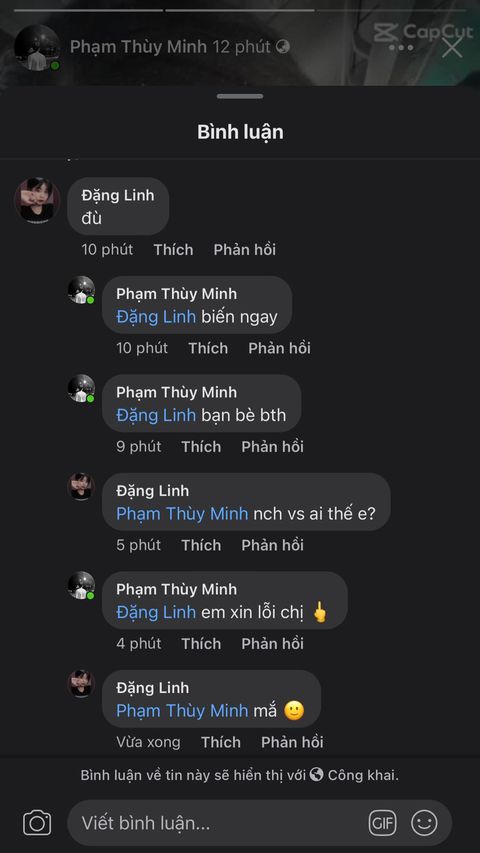 Phạm Thùy Minh 12 phút
CapCut
Bình luận
Đặng Linh
đù
10 phút Thích Phản hồi
Phạm Thùy Minh
Đặng Linh biến ngay
10 phút Thích Phản hồi
Phạm Thùy Minh
Đặng Linh bạn bè bth
9 phút Thích Phản hồi
Đặng Linh
Phạm Thùy Minh nch vs ai thế e?
5 phút Thích Phản hồi
Phạm Thùy Minh
Đặng Linh em xin lỗi chị 🖕
4 phút Thích Phản hồi
Đặng Linh
Phạm Thùy Minh mắ 🙂
Vừa xong Thích Phản hồi
Bình luận về tin này sẽ hiển thị với Công khai.
Viết bình luận...
GIF